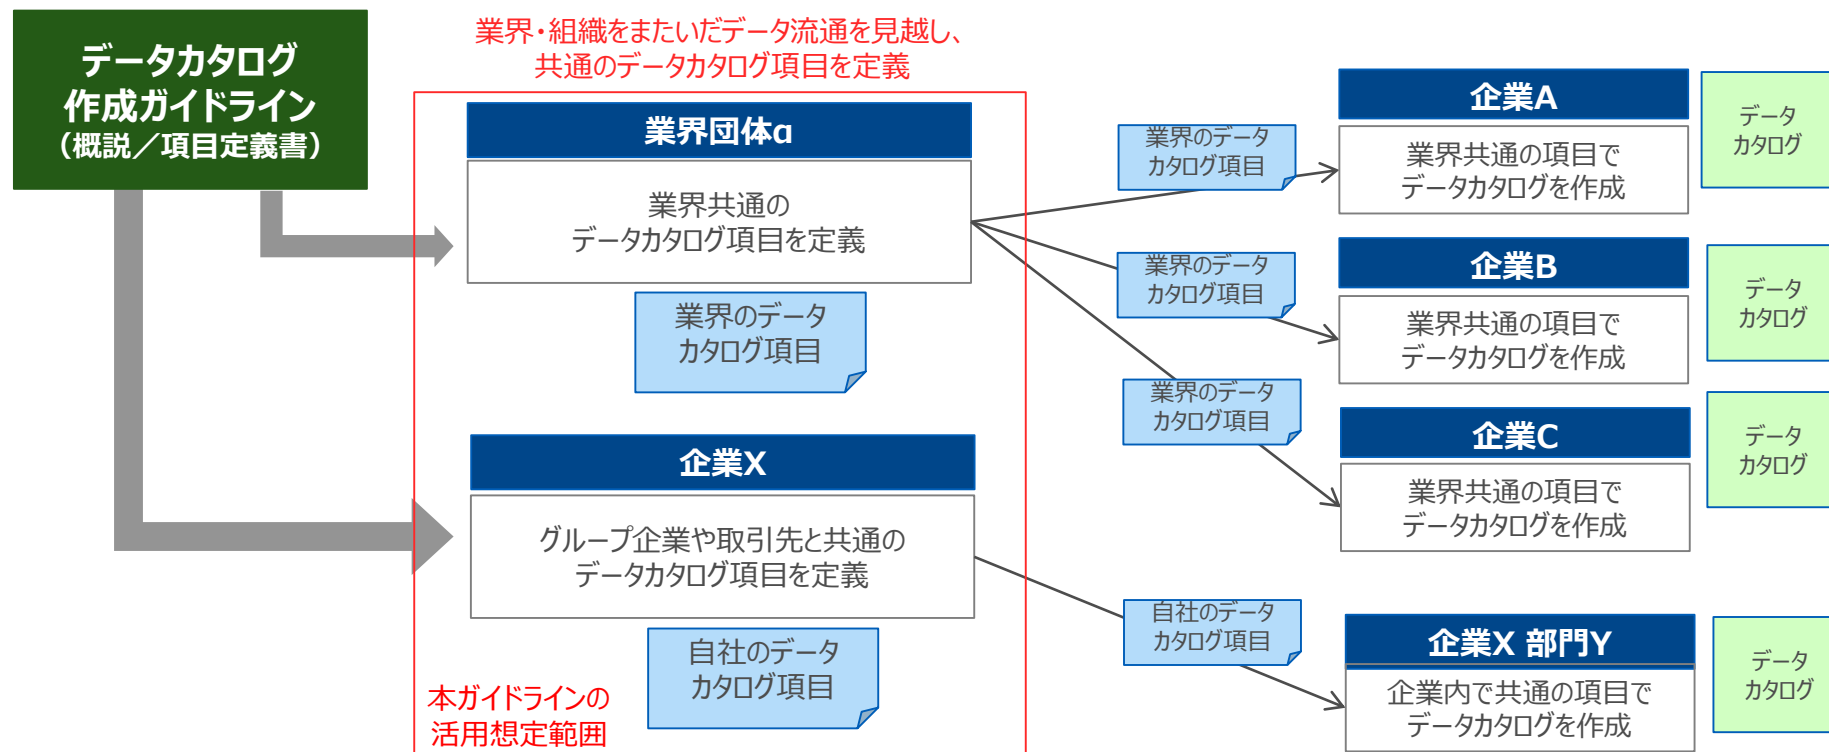 データカタログ
作成ガイドライン
（概説／項目定義書）
業界・組織をまたいだデータ流通を見越し、
共通のデータカタログ項目を定義
業界団体α
業界共通の
データカタログ項目を定義
業界のデータ
カタログ項目
企業X
グループ企業や取引先と共通の
データカタログ項目を定義
自社のデータ
カタログ項目
本ガイドラインの
活用想定範囲
業界のデータ
カタログ項目
業界のデータ
カタログ項目
業界のデータ
カタログ項目
自社のデータ
カタログ項目
企業A
業界共通の項目で
データカタログを作成
データ
カタログ
企業B
業界共通の項目で
データカタログを作成
データ
カタログ
企業C
業界共通の項目で
データカタログを作成
データ
カタログ
企業X 部門Y
企業内で共通の項目で
データカタログを作成
データ
カタログ